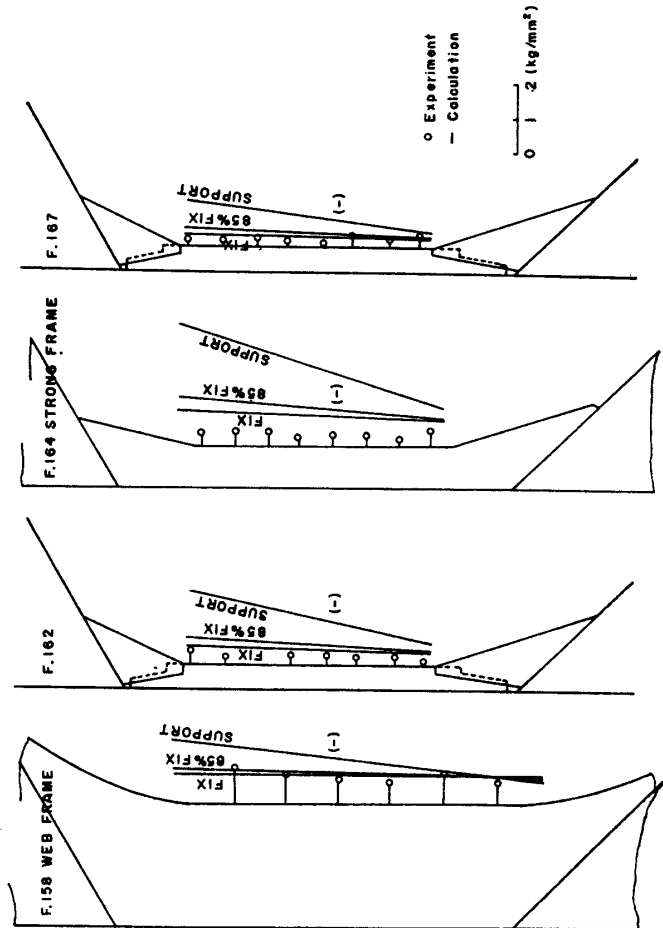 F.158 WEB FRAME
FIX
85% FIX
SUPPORT
(-)
F.162
FIX
85% FIX
SUPPORT
(-)
F.164 STRONG FRAME
FIX
85% FIX
SUPPORT
(-)
F.167
FIX
85% FIX
SUPPORT
(-)
o Experiment
— Calculation
0 1 2 (kg/mm²)